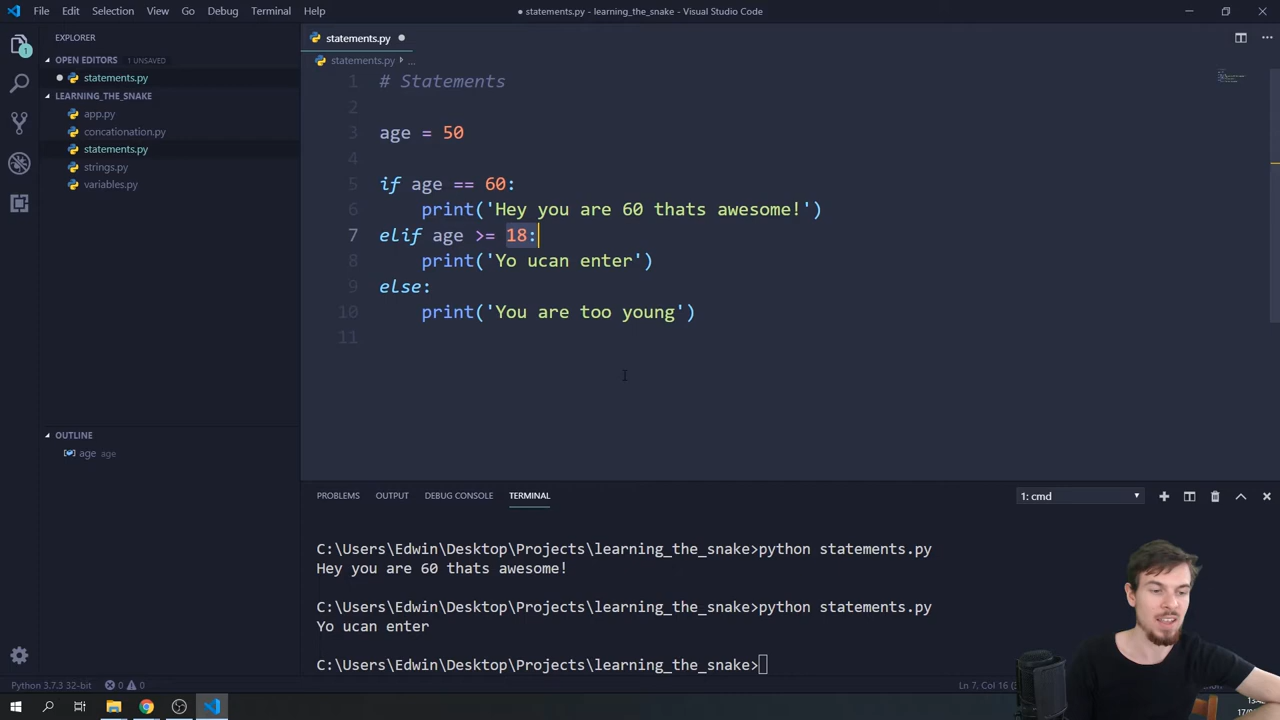 File Edit Selection View Go Debug Terminal Help
● statements.py - learning_the_snake - Visual Studio Code
EXPLORER
OPEN EDITORS 1 UNSAVED
statements.py
LEARNING_THE_SNAKE
app.py
concationation.py
statements.py
strings.py
variables.py
OUTLINE
age age
1
statements.py
statements.py > ...
1 # Statements
2
3 age = 50
4
5 if age == 60:
6 print('Hey you are 60 thats awesome!')
7 elif age >= 18:
8 print('Yo ucan enter')
9 else:
10 print('You are too young')
11
PROBLEMS OUTPUT DEBUG CONSOLE TERMINAL 1: cmd
C:\Users\Edwin\Desktop\Projects\learning_the_snake>python statements.py
Hey you are 60 thats awesome!
C:\Users\Edwin\Desktop\Projects\learning_the_snake>python statements.py
Yo ucan enter
C:\Users\Edwin\Desktop\Projects\learning_the_snake>
Python 3.7.3 32-bit 0 0 Ln 7, Col 16